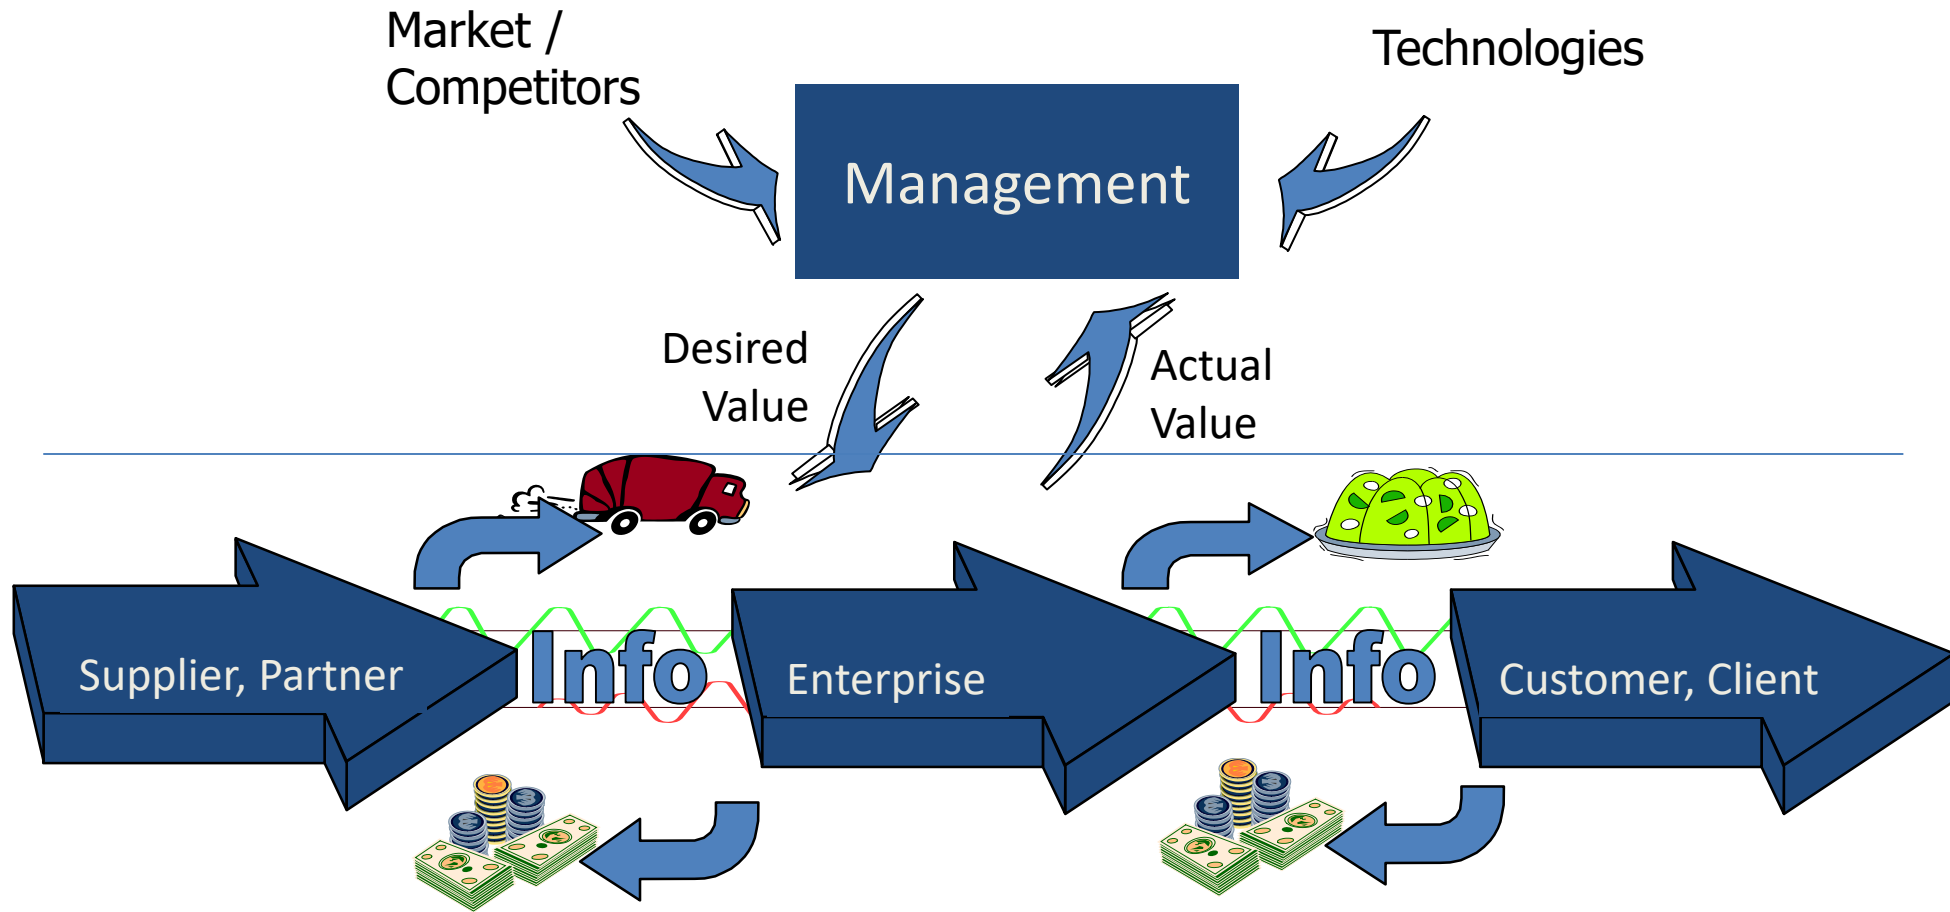 Market /
Competitors
Technologies
Management
Desired
Value
Actual
Value
Supplier, Partner
Info
Enterprise
Info
Customer, Client